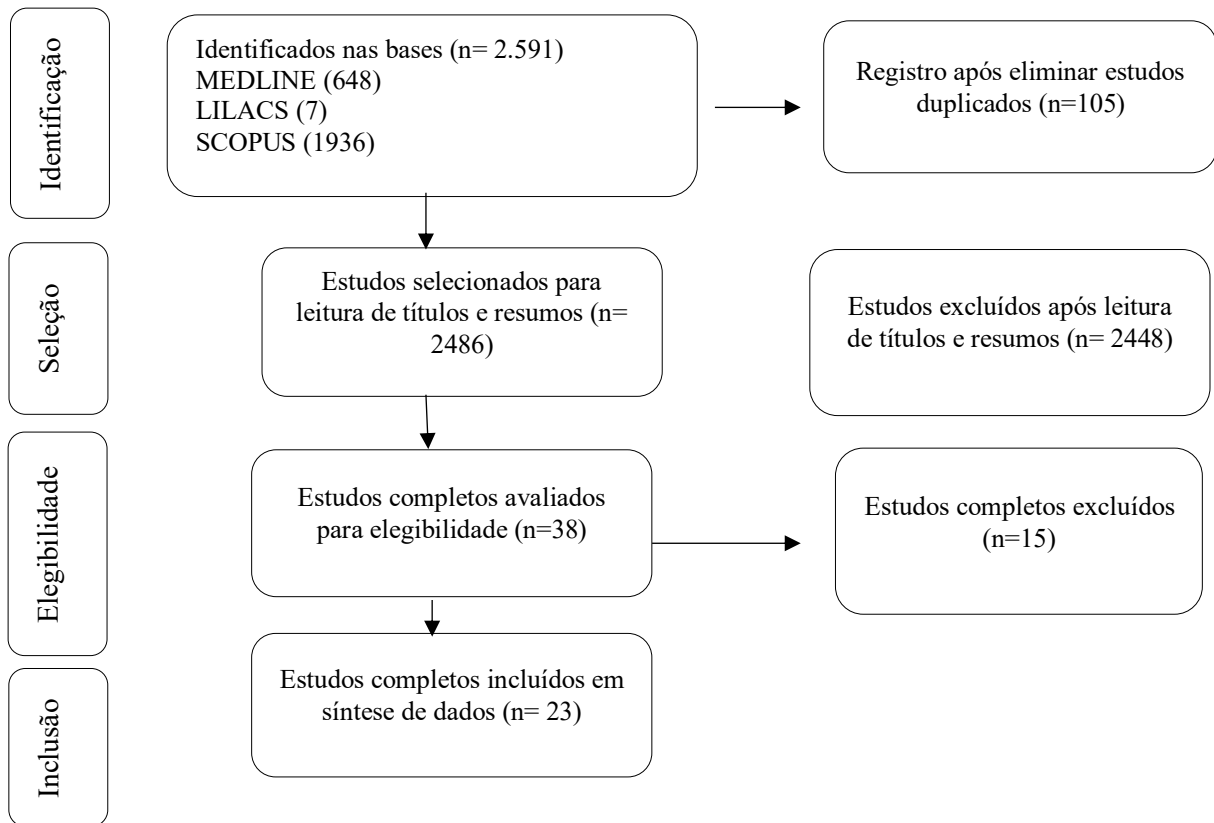 Identificação
Identificados nas bases (n= 2.591)
MEDLINE (648)
LILACS (7)
SCOPUS (1936)
Registro após eliminar estudos
duplicados (n=105)
Seleção
Estudos selecionados para
leitura de títulos e resumos (n=
2486)
Estudos excluídos após leitura
de títulos e resumos (n= 2448)
Elegibilidade
Estudos completos avaliados
para elegibilidade (n=38)
Estudos completos excluídos
(n=15)
Inclusão
Estudos completos incluídos em
síntese de dados (n= 23)